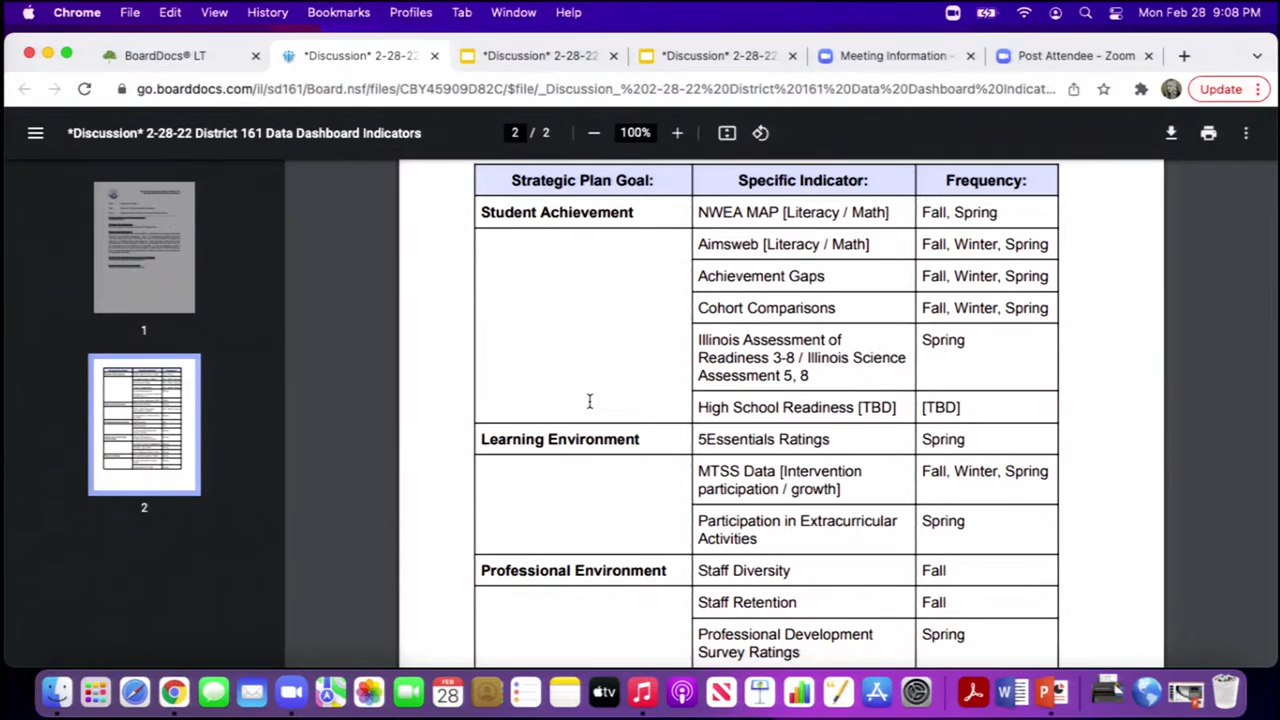 Chrome File Edit View History Bookmarks Profiles Tab Window Help Mon Feb 28 9:08 PM
BoardDocs® LT *Discussion* 2-28-22 *Discussion* 2-28-22 *Discussion* 2-28-22 Meeting Information - Post Attendee - Zoom
go.boarddocs.com/il/sd161/Board.nsf/files/CBY45909D82C/$file/_Discussion_%202-28-22%20District%20161%20Data%20Dashboard%20Indicat... Update
*Discussion* 2-28-22 District 161 Data Dashboard Indicators 2 / 2 100%
1
2
Strategic Plan Goal: Specific Indicator: Frequency:
Student Achievement NWEA MAP [Literacy / Math] Fall, Spring
Aimsweb [Literacy / Math] Fall, Winter, Spring
Achievement Gaps Fall, Winter, Spring
Cohort Comparisons Fall, Winter, Spring
Illinois Assessment of Spring
Readiness 3-8 / Illinois Science
Assessment 5, 8
High School Readiness [TBD] [TBD]
Learning Environment 5Essentials Ratings Spring
MTSS Data [Intervention Fall, Winter, Spring
participation / growth]
Participation in Extracurricular Spring
Activities
Professional Environment Staff Diversity Fall
Staff Retention Fall
Professional Development Spring
Survey Ratings
FEB
28
tv